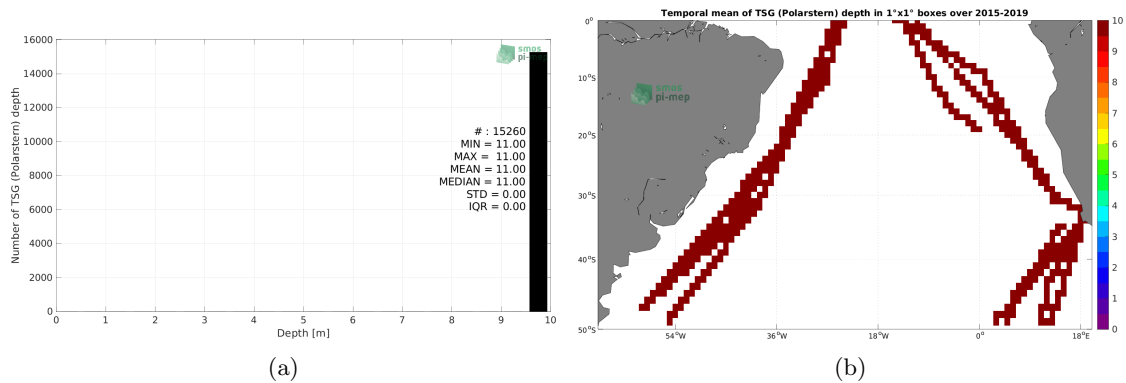 16000
14000
12000
10000
8000
6000
4000
2000
0
Number of TSG (Polarstern) depth
smos
pi-mep
# : 15260
MIN = 11.00
MAX = 11.00
MEAN = 11.00
MEDIAN = 11.00
STD = 0.00
IQR = 0.00
0 1 2 3 4 5 6 7 8 9 10
Depth [m]
(a)
Temporal mean of TSG (Polarstern) depth in 1°x1° boxes over 2015-2019
0°
10°S
20°S
30°S
40°S
50°S
smos
pi-mep
54°W 36°W 18°W 0° 18°E
10
9
8
7
6
5
4
3
2
1
0
(b)